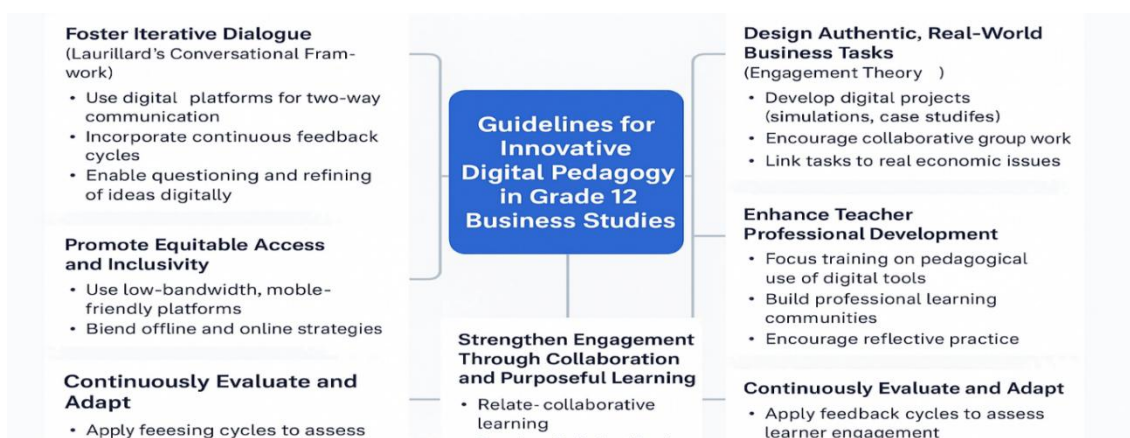 Foster Iterative Dialogue
(Laurillard's Conversational Fram-
work)
• Use digital platforms for two-way
communication
• Incorporate continuous feedback
cycles
• Enable questioning and refining
of ideas digitally
Promote Equitable Access
and Inclusivity
• Use low-bandwidth, moble-
friendly platforms
• Biend offline and online strategies
Continuously Evaluate and
Adapt
• Apply feeesing cycles to assess
Guidelines for
Innovative
Digital Pedagogy
in Grade 12
Business Studies
Strengthen Engagement
Through Collaboration
and Purposeful Learning
• Relate-collaborative
learning
Design Authentic, Real-World
Business Tasks
(Engagement Theory )
• Develop digital projects
(simulations, case studifes)
• Encourage collaborative group work
• Link tasks to real economic issues
Enhance Teacher
Professional Development
• Focus training on pedagogical
use of digital tools
• Build professional learning
communities
• Encourage reflective practice
Continuously Evaluate and Adapt
• Apply feedback cycles to assess
learner engagement